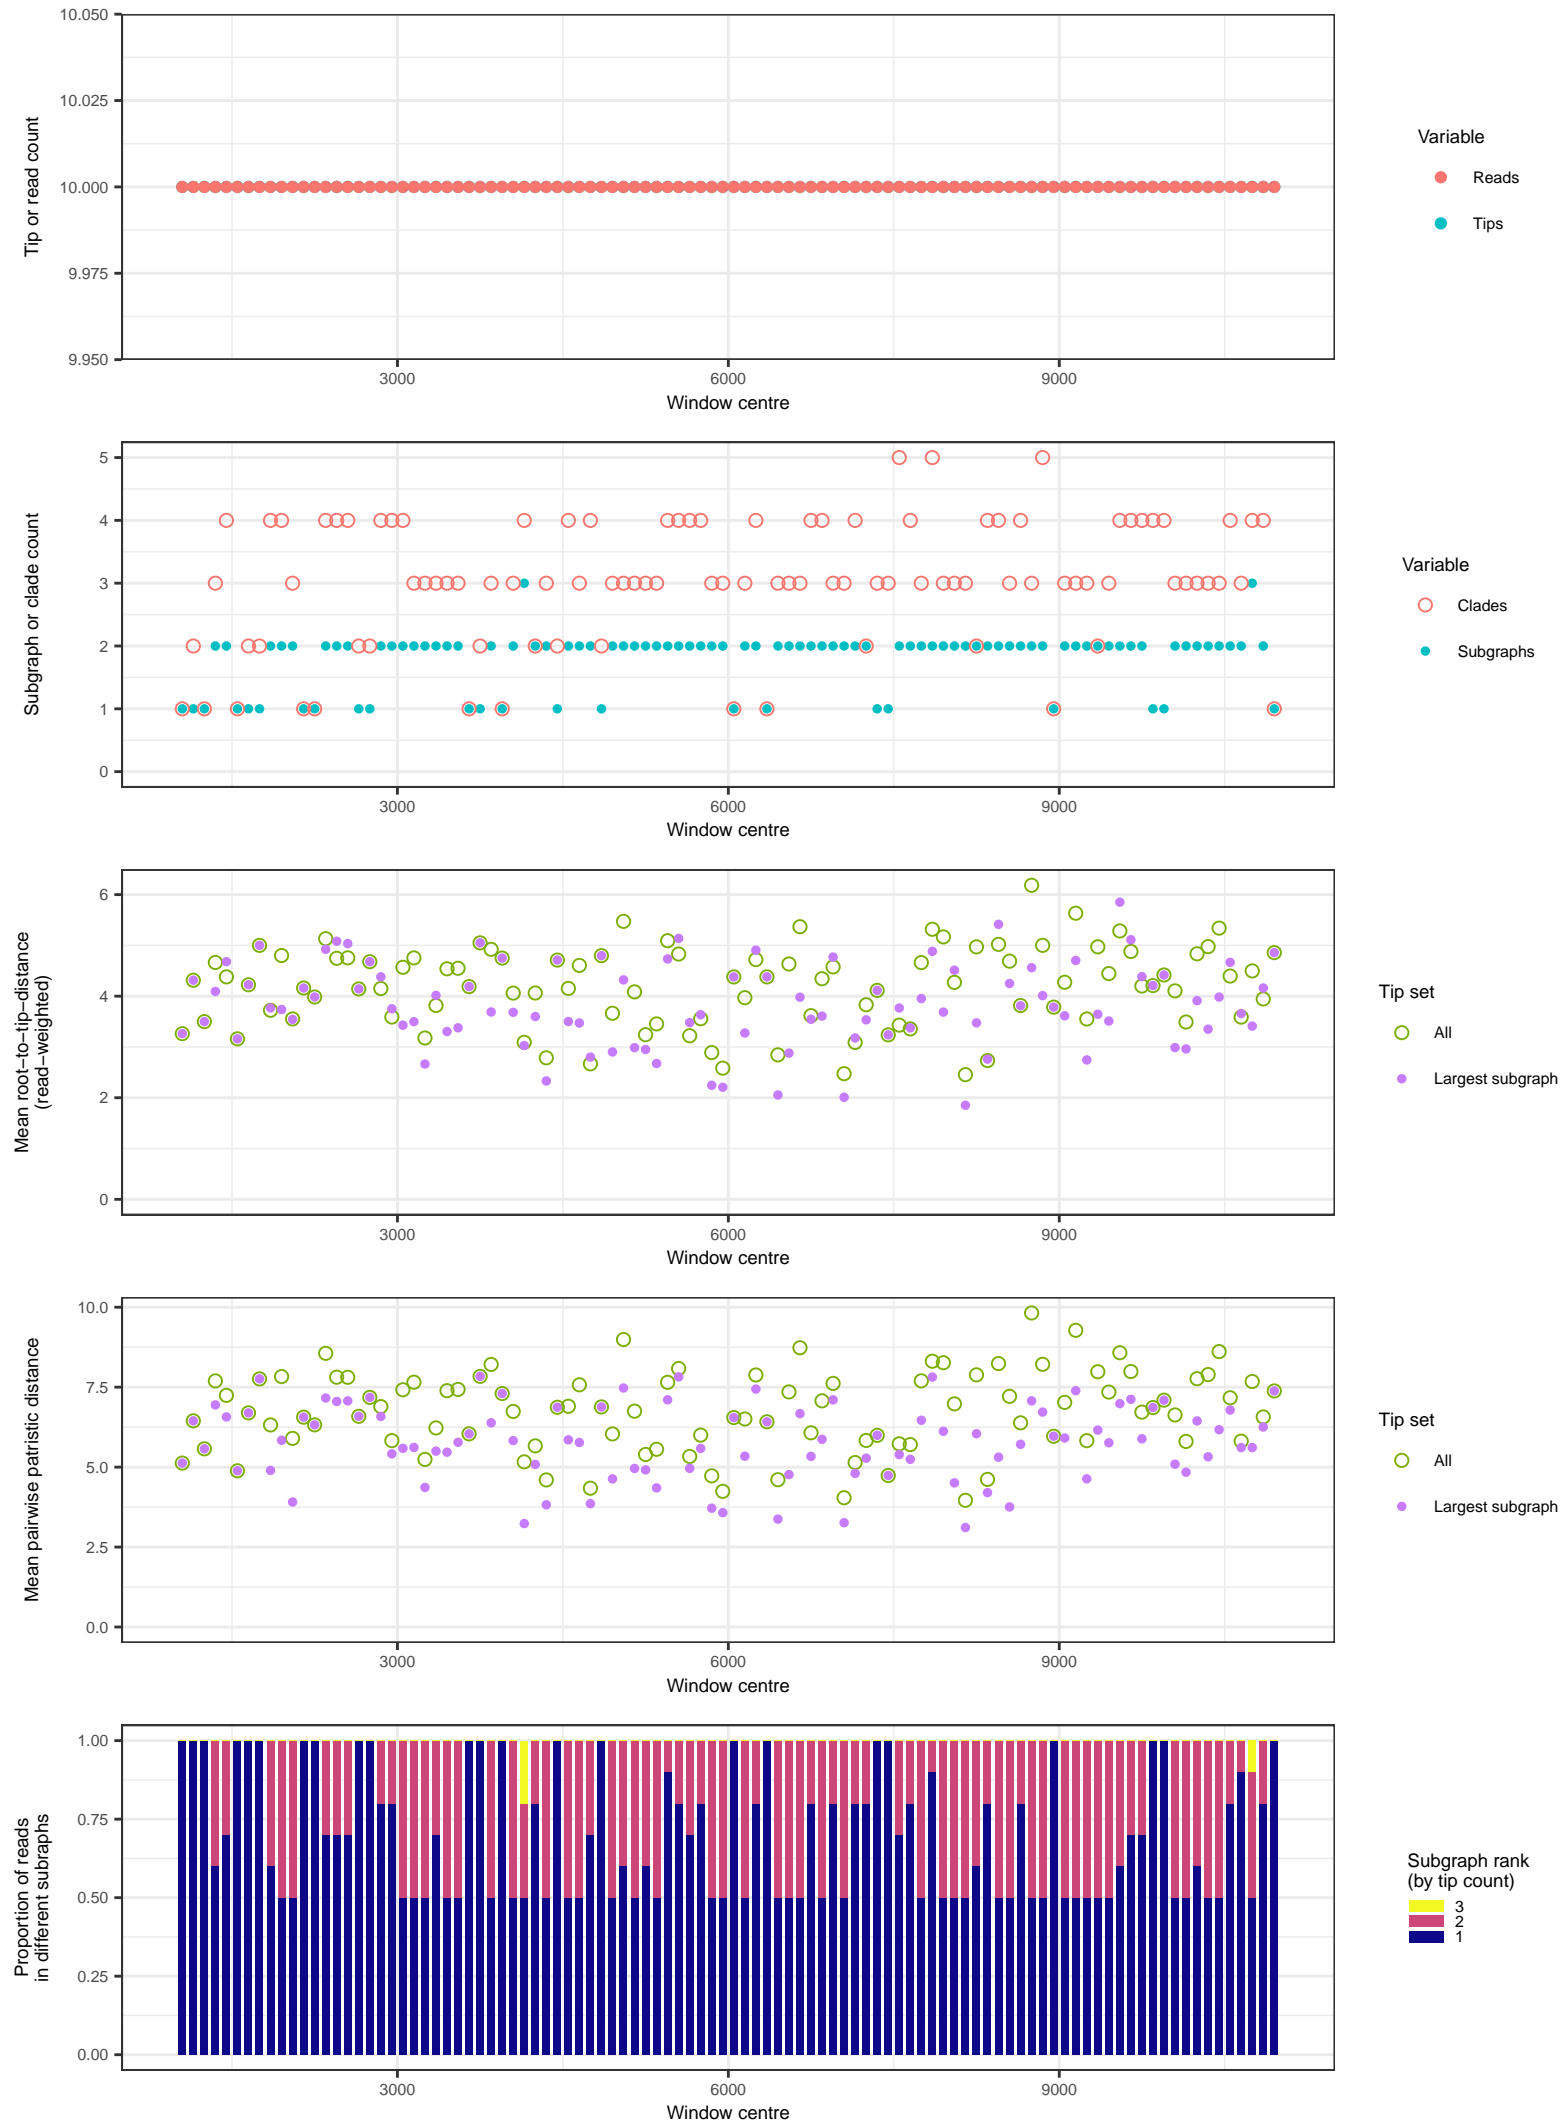 10.050
10.025
10.000
9.975
9.950
Tip or read count
3000 6000 9000
Window centre
Variable
Reads
Tips
5
4
3
2
1
0
Subgraph or clade count
3000 6000 9000
Window centre
Variable
Clades
Subgraphs
6
4
2
0
Mean root−to−tip−distance
(read−weighted)
3000 6000 9000
Window centre
Tip set
All
Largest subgraph
10.0
7.5
5.0
2.5
0.0
Mean pairwise patristic distance
3000 6000 9000
Window centre
Tip set
All
Largest subgraph
1.00
0.75
0.50
0.25
0.00
Proportion of reads
in different subraphs
3000 6000 9000
Window centre
Subgraph rank
(by tip count)
3
2
1